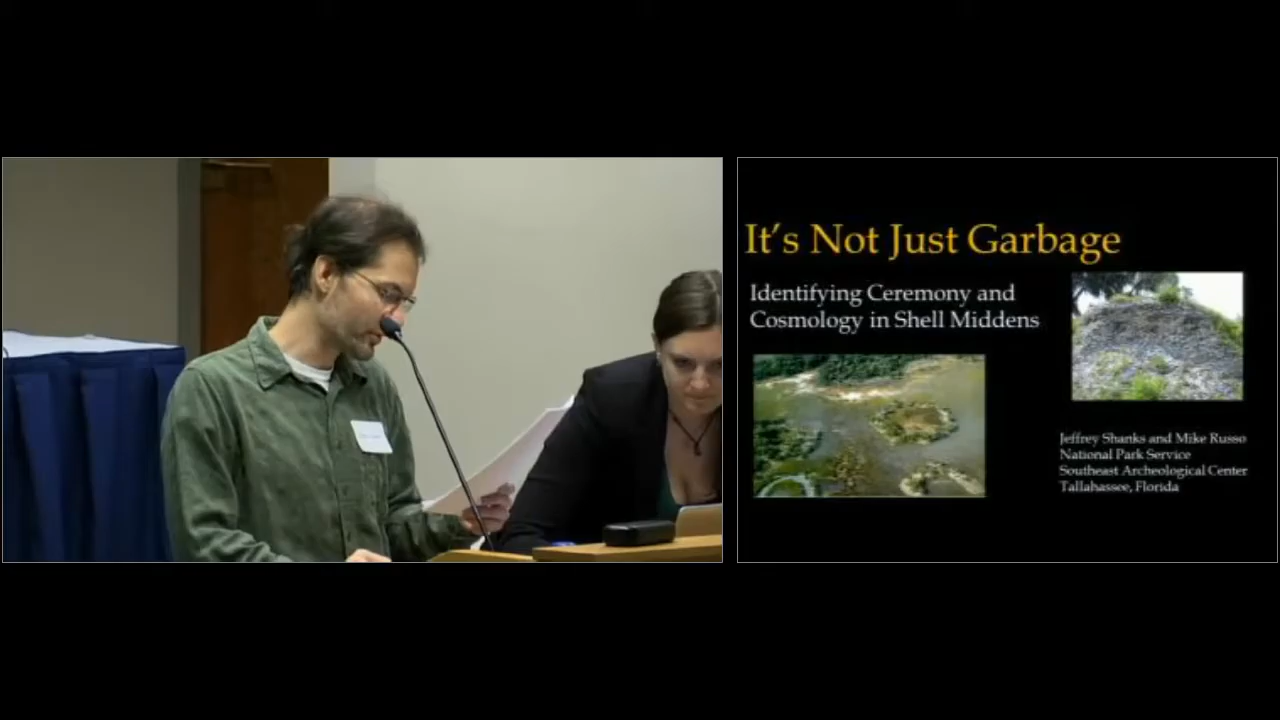 It's Not Just Garbage
Identifying Ceremony and
Cosmology in Shell Middens
Jeffrey Shanks and Mike Russo
National Park Service
Southeast Archeological Center
Tallahassee, Florida